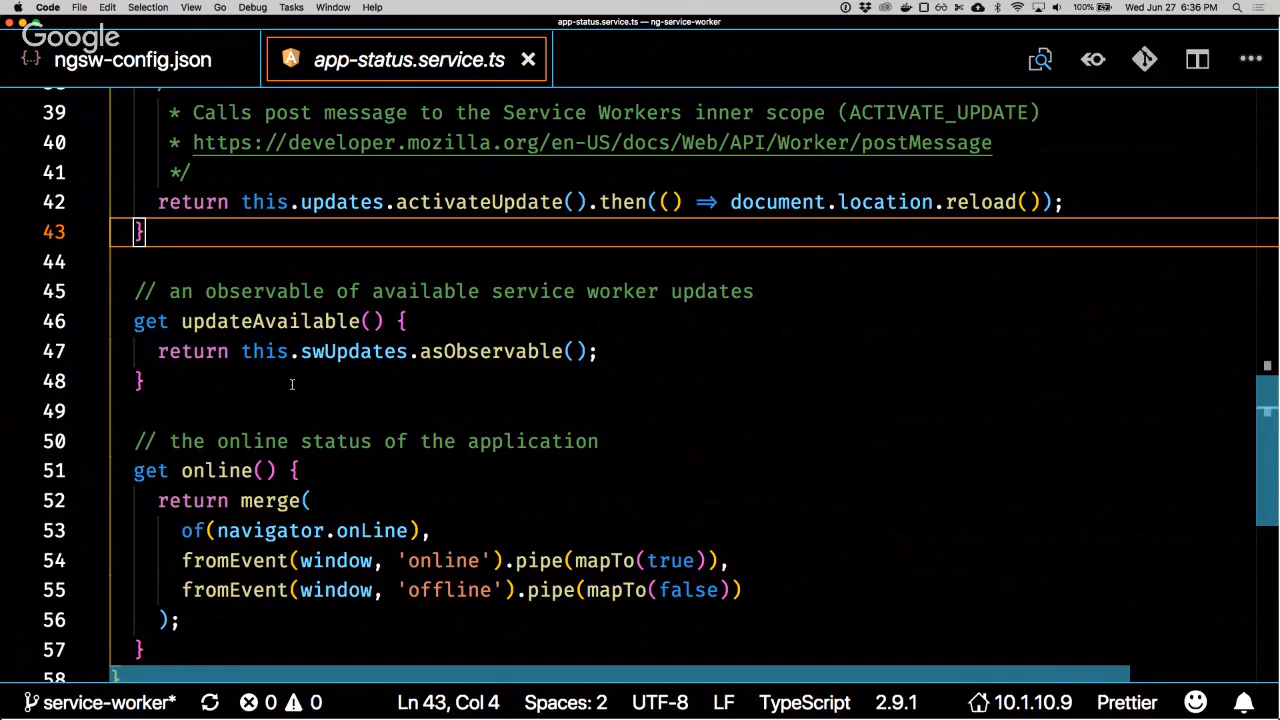 Code File Edit Selection View Go Debug Tasks Window Help 100% Wed Jun 27 6:36 PM
app-status.service.ts — ng-service-worker
Google
{..} ngsw-config.json app-status.service.ts
39 * Calls post message to the Service Workers inner scope (ACTIVATE_UPDATE)
40 * https://developer.mozilla.org/en-US/docs/Web/API/Worker/postMessage
41 */
42 return this.updates.activateUpdate().then(() ⇒ document.location.reload());
43 }
44
45 // an observable of available service worker updates
46 get updateAvailable() {
47 return this.swUpdates.asObservable();
48 }
49
50 // the online status of the application
51 get online() {
52 return merge(
53 of(navigator.onLine),
54 fromEvent(window, 'online').pipe(mapTo(true)),
55 fromEvent(window, 'offline').pipe(mapTo(false))
56 );
57 }
58 }
service-worker* 0 0 Ln 43, Col 4 Spaces: 2 UTF-8 LF TypeScript 2.9.1 10.1.10.9 Prettier